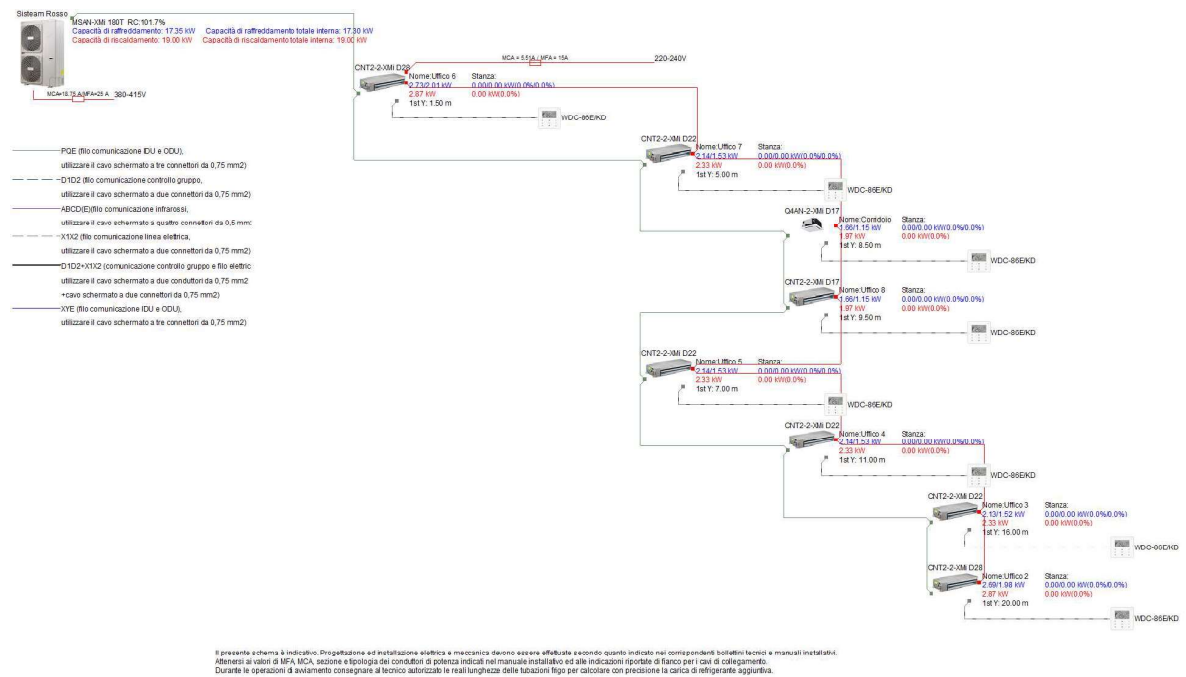 Sisteam Rosso
MSAN-XMi 180T RC:101.7%
Capacità di raffreddamento: 17.35 kW Capacità di raffreddamento totale interna: 17.30 kW
Capacità di riscaldamento: 19.00 kW Capacità di riscaldamento totale interna: 19.00 kW
MCA=18.75 A/MFA=25 A 380-415V
MCA = 5.51A / MFA = 15A 220-240V
CNT2-2-XMi D28
Nome:Uffico 6 Stanza:
2.73/2.01 kW 0.00/0.00 kW(0.0%/0.0%)
2.87 kW 0.00 kW(0.0%)
1st Y: 1.50 m
WDC-86E/KD
CNT2-2-XMi D22
Nome:Uffico 7 Stanza:
2.14/1.53 kW 0.00/0.00 kW(0.0%/0.0%)
2.33 kW 0.00 kW(0.0%)
1st Y: 5.00 m
WDC-86E/KD
Q4AN-2-XMi D17
Nome:Corridoio Stanza:
1.66/1.15 kW 0.00/0.00 kW(0.0%/0.0%)
1.97 kW 0.00 kW(0.0%)
1st Y: 8.50 m
WDC-86E/KD
CNT2-2-XMi D17
Nome:Uffico 8 Stanza:
1.66/1.15 kW 0.00/0.00 kW(0.0%/0.0%)
1.97 kW 0.00 kW(0.0%)
1st Y: 9.50 m
WDC-86E/KD
CNT2-2-XMi D22
Nome:Uffico 5 Stanza:
2.14/1.53 kW 0.00/0.00 kW(0.0%/0.0%)
2.33 kW 0.00 kW(0.0%)
1st Y: 7.00 m
WDC-86E/KD
CNT2-2-XMi D22
Nome:Uffico 4 Stanza:
2.14/1.53 kW 0.00/0.00 kW(0.0%/0.0%)
2.33 kW 0.00 kW(0.0%)
1st Y: 11.00 m
WDC-86E/KD
CNT2-2-XMi D22
Nome:Uffico 3 Stanza:
2.13/1.52 kW 0.00/0.00 kW(0.0%/0.0%)
2.33 kW 0.00 kW(0.0%)
1st Y: 16.00 m
WDC-86E/KD
CNT2-2-XMi D28
Nome:Uffico 2 Stanza:
2.69/1.98 kW 0.00/0.00 kW(0.0%/0.0%)
2.87 kW 0.00 kW(0.0%)
1st Y: 20.00 m
WDC-86E/KD
PQE (filo comunicazione IDU e ODU),
utilizzare il cavo schermato a tre connettori da 0,75 mm2)
D1D2 (filo comunicazione controllo gruppo,
utilizzare il cavo schermato a due connettori da 0,75 mm2)
ABCD(E)(filo comunicazione infrarossi,
utilizzare il cavo schermato a quattro connettori da 0,5 mm:
X1X2 (filo comunicazione linea elettrica,
utilizzare il cavo schermato a due connettori da 0,75 mm2)
D1D2+X1X2 (comunicazione controllo gruppo e filo elettric
utilizzare il cavo schermato a due conduttori da 0,75 mm2
+cavo schermato a due connettori da 0,75 mm2)
XYE (filo comunicazione IDU e ODU),
utilizzare il cavo schermato a tre connettori da 0,75 mm2)
Il presente schema è indicativo. Progettazione ed installazione elettrica e meccanica devono essere effettuate secondo quanto indicato nei corrispondenti bollettini tecnici e manuali installativi.
Attenersi ai valori di MFA, MCA, sezione e tipologia dei conduttori di potenza indicati nel manuale installativo ed alle indicazioni riportate di fianco per i cavi di collegamento.
Durante le operazioni di avviamento consegnare al tecnico autorizzato le reali lunghezze delle tubazioni frigo per calcolare con precisione la carica di refrigerante aggiuntiva.